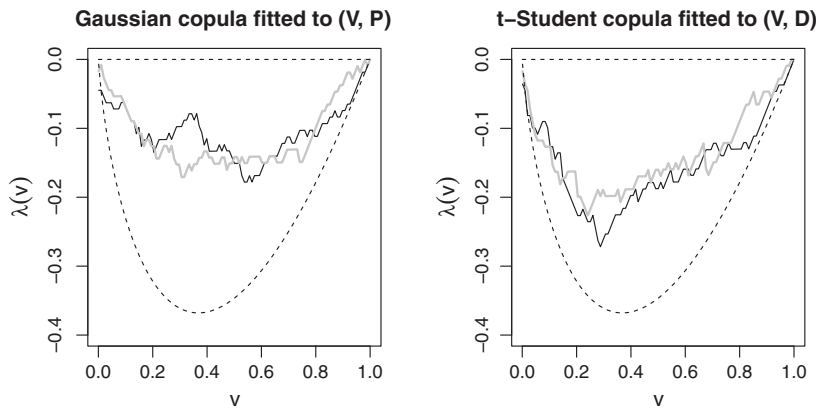 Gaussian copula fitted to (V, P)
λ(v)
0.0
−0.1
−0.2
−0.3
−0.4
0.0 0.2 0.4 0.6 0.8 1.0
v
t−Student copula fitted to (V, D)
λ(v)
0.0
−0.1
−0.2
−0.3
−0.4
0.0 0.2 0.4 0.6 0.8 1.0
v